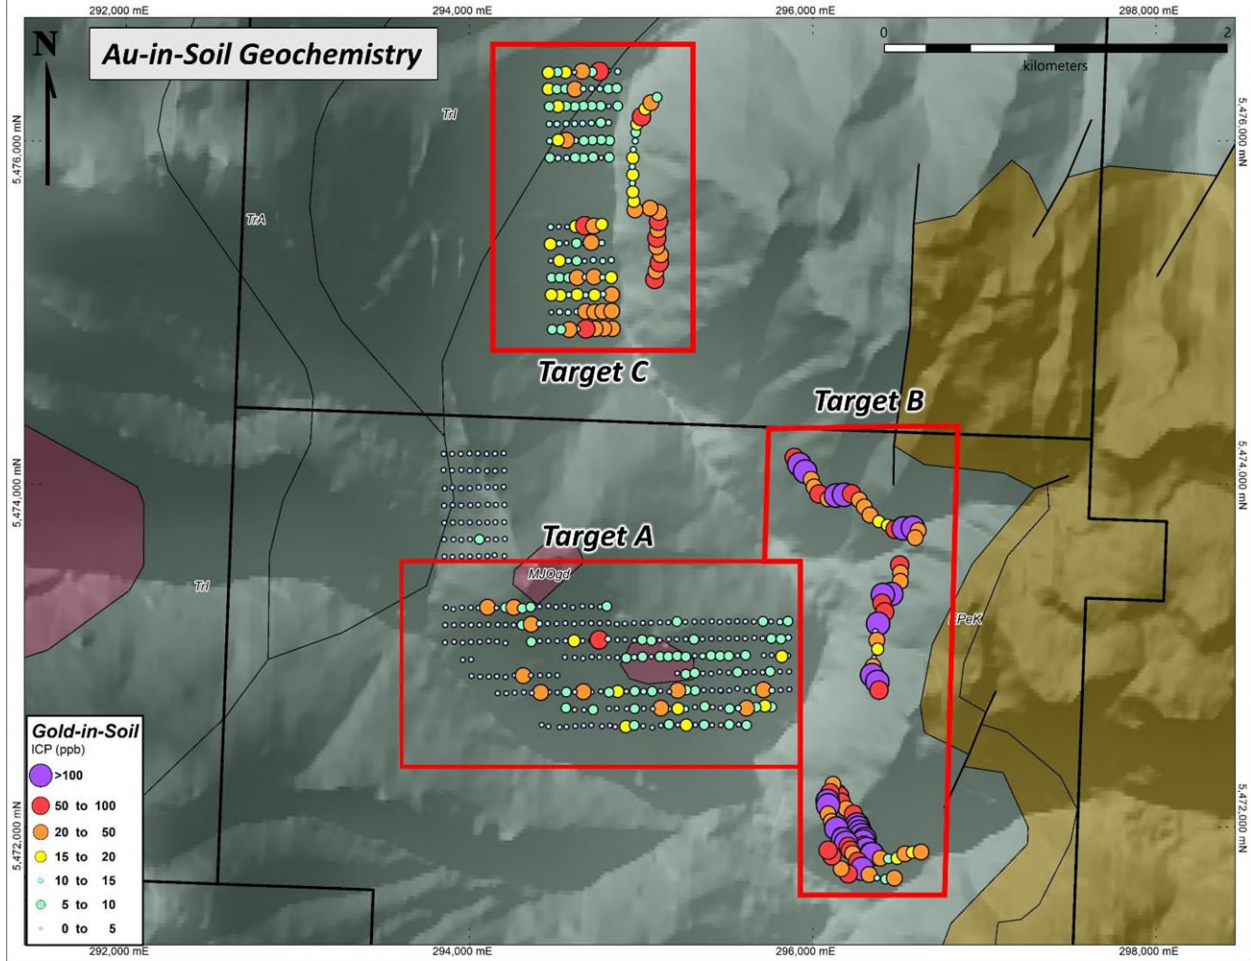 292,000 mE
294,000 mE
296,000 mE
298,000 mE
N
Au-in-Soil Geochemistry
0
2
kilometers
TrI
5,476,000 mN
5,476,000 mN
TrA
Target C
Target B
5,474,000 mN
5,474,000 mN
Target A
MJOgd
TrI
PeK
Gold-in-Soil
ICP (ppb)
>100
50 to 100
20 to 50
15 to 20
10 to 15
5 to 10
0 to 5
5,472,000 mN
5,472,000 mN
292,000 mE
294,000 mE
296,000 mE
298,000 mE